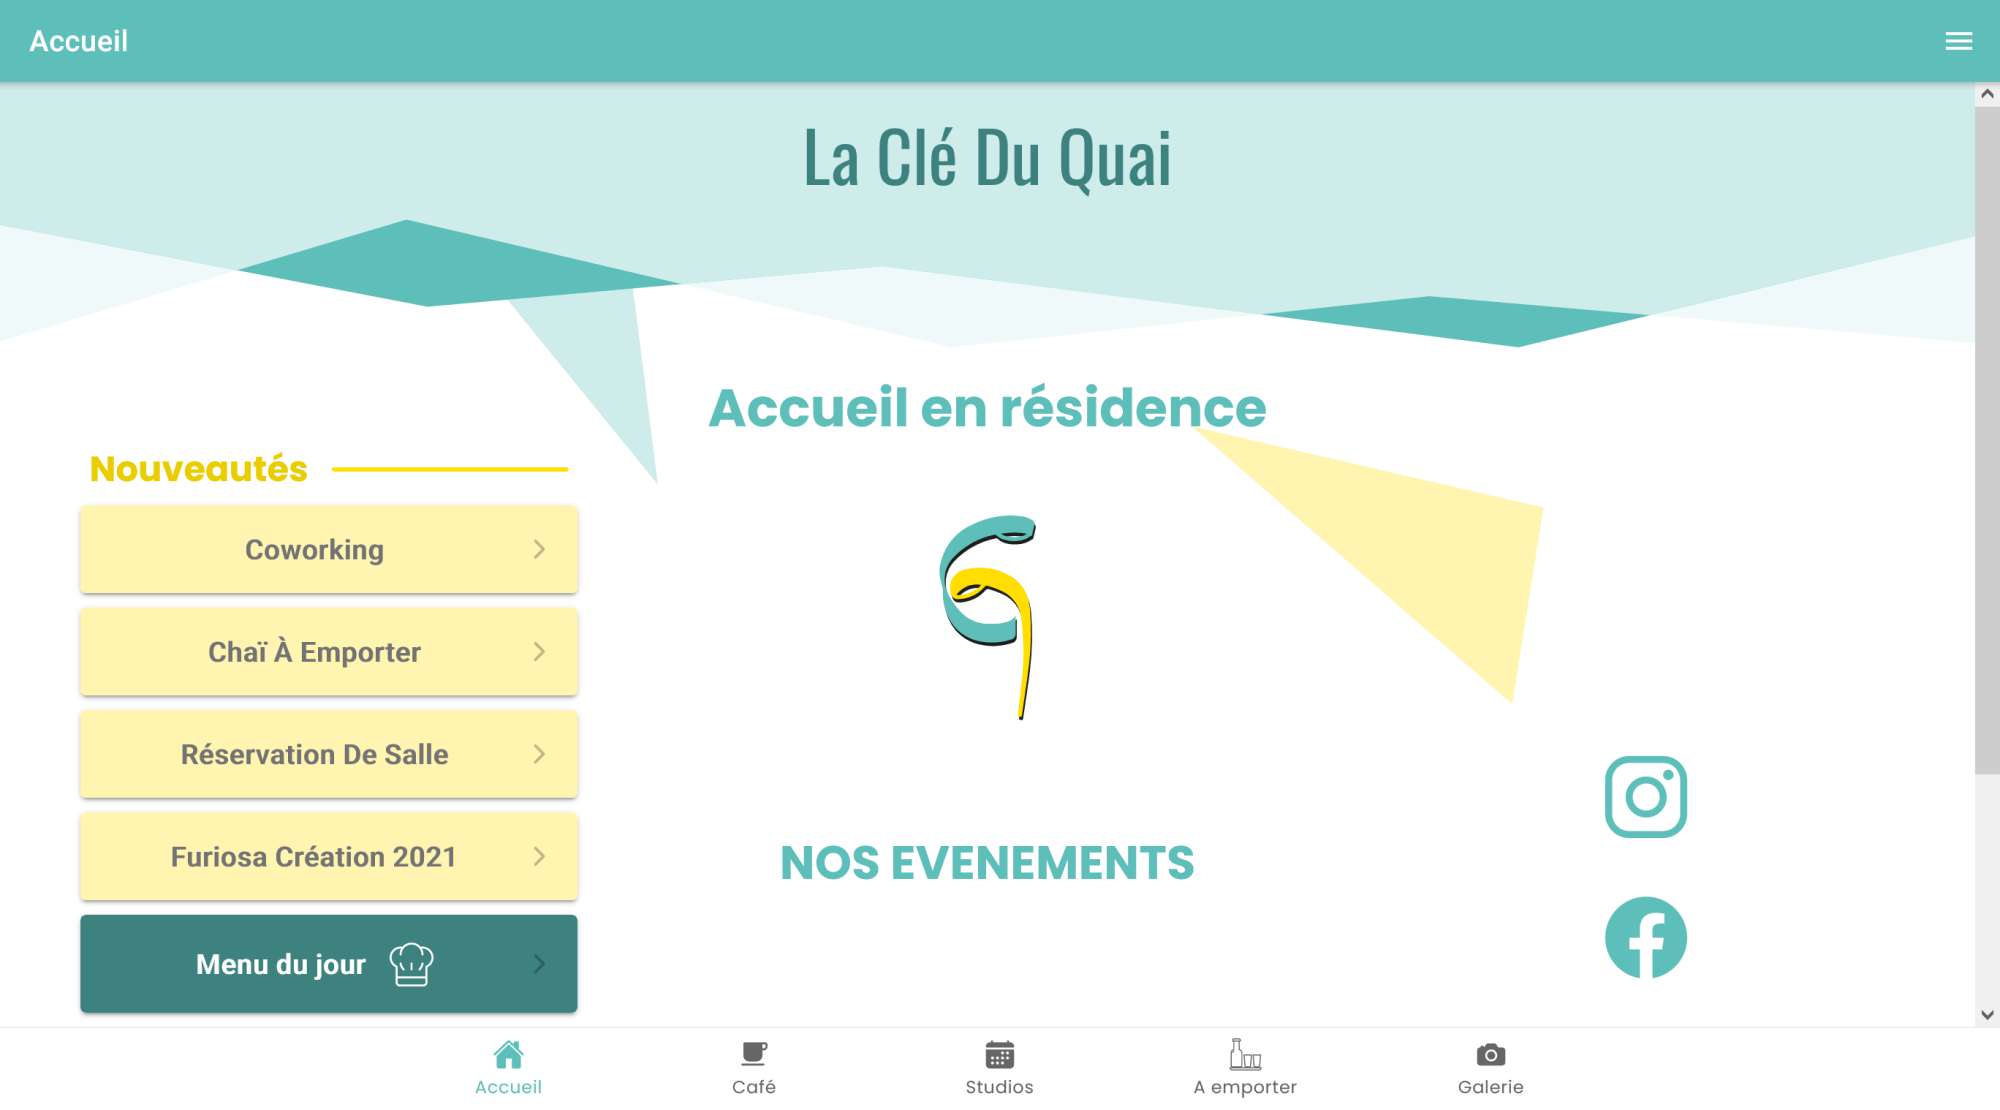 Accueil
La Clé Du Quai
Accueil en résidence
Nouveautés
Coworking
Chaï À Emporter
Réservation De Salle
Furiosa Création 2021
Menu du jour
NOS EVENEMENTS
Accueil
Café
Studios
A emporter
Galerie